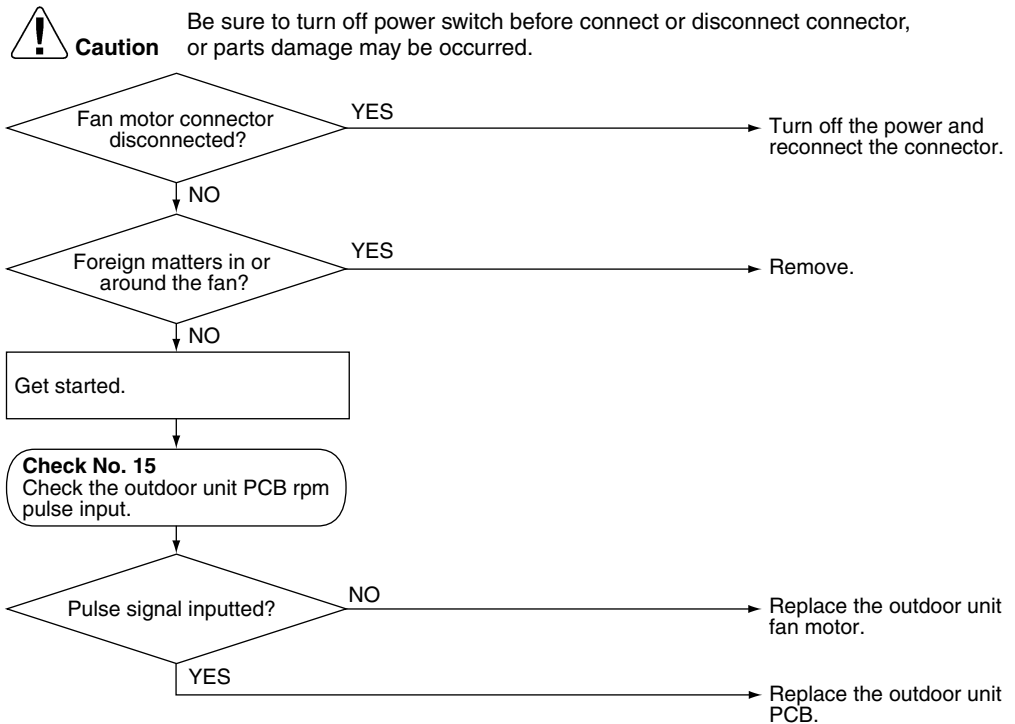 Be sure to turn off power switch before connect or disconnect connector,
Caution or parts damage may be occurred.
Fan motor connector
disconnected?
YES
Turn off the power and
reconnect the connector.
NO
Foreign matters in or
around the fan?
YES
Remove.
NO
Get started.
Check No. 15
Check the outdoor unit PCB rpm
pulse input.
Pulse signal inputted?
NO
Replace the outdoor unit
fan motor.
YES
Replace the outdoor unit
PCB.